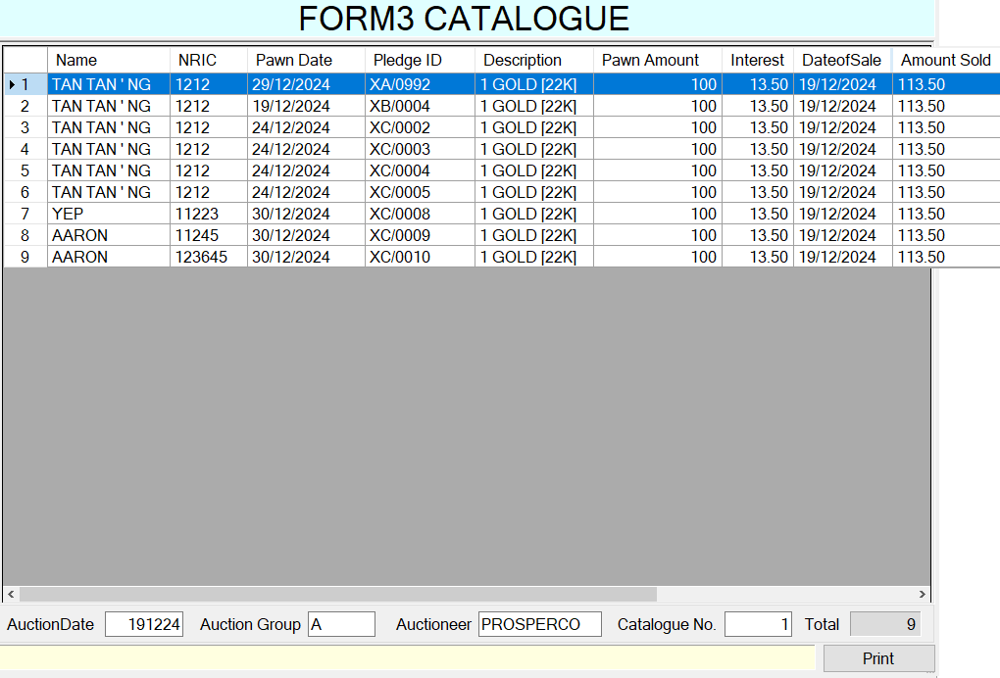 FORM3 CATALOGUE
Name NRIC Pawn Date Pledge ID Description Pawn Amount Interest DateofSale Amount Sold
1 TAN TAN ' NG 1212 29/12/2024 XA/0992 1 GOLD [22K] 100 13.50 19/12/2024 113.50
2 TAN TAN ' NG 1212 19/12/2024 XB/0004 1 GOLD [22K] 100 13.50 19/12/2024 113.50
3 TAN TAN ' NG 1212 24/12/2024 XC/0002 1 GOLD [22K] 100 13.50 19/12/2024 113.50
4 TAN TAN ' NG 1212 24/12/2024 XC/0003 1 GOLD [22K] 100 13.50 19/12/2024 113.50
5 TAN TAN ' NG 1212 24/12/2024 XC/0004 1 GOLD [22K] 100 13.50 19/12/2024 113.50
6 TAN TAN ' NG 1212 24/12/2024 XC/0005 1 GOLD [22K] 100 13.50 19/12/2024 113.50
7 YEP 11223 30/12/2024 XC/0008 1 GOLD [22K] 100 13.50 19/12/2024 113.50
8 AARON 11245 30/12/2024 XC/0009 1 GOLD [22K] 100 13.50 19/12/2024 113.50
9 AARON 123645 30/12/2024 XC/0010 1 GOLD [22K] 100 13.50 19/12/2024 113.50
AuctionDate 191224 Auction Group A Auctioneer PROSPERCO Catalogue No. 1 Total 9
Print